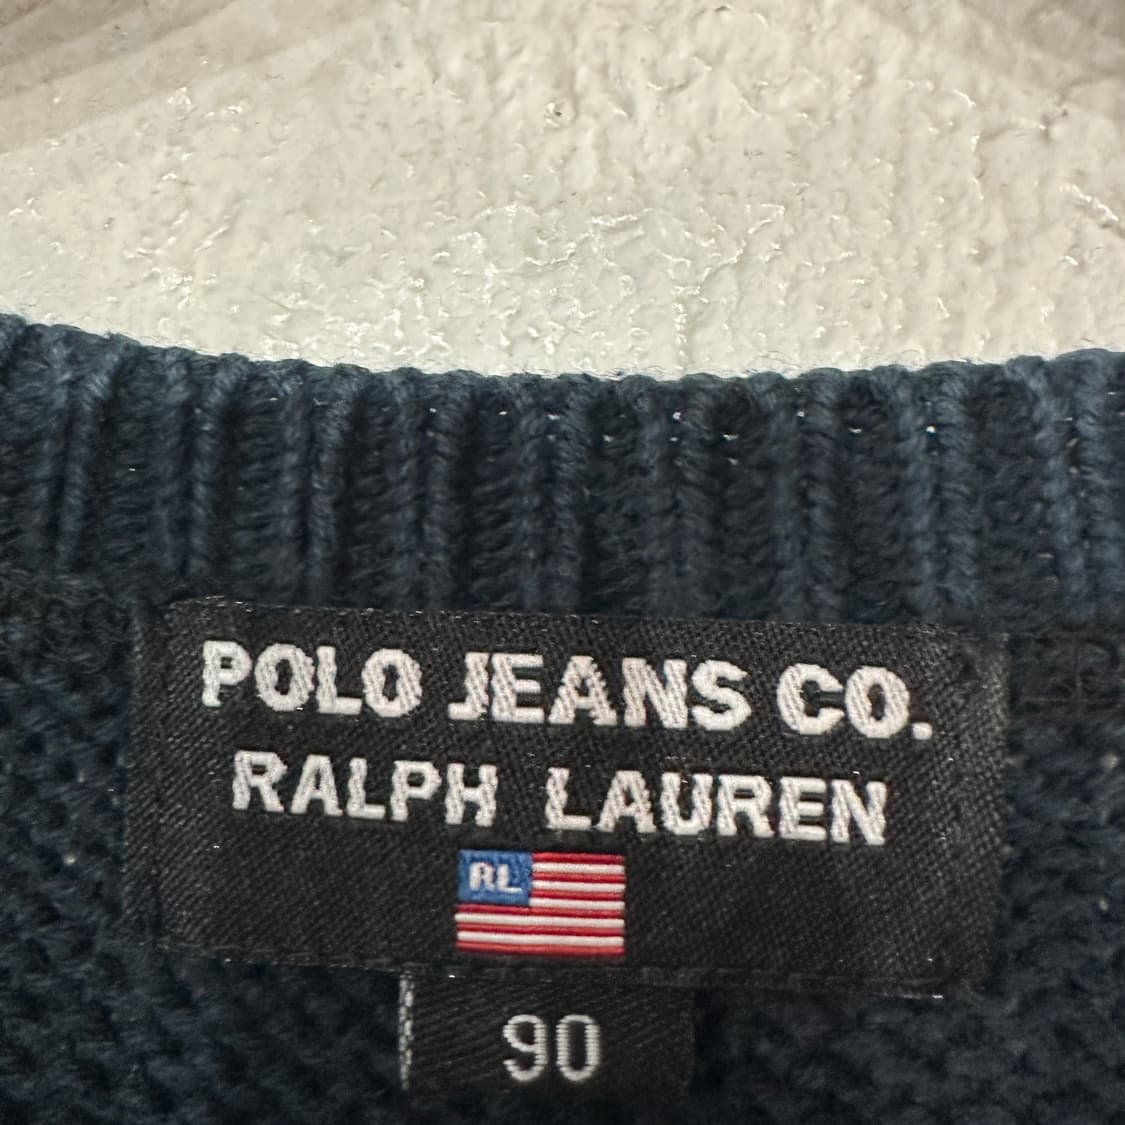 POLO JEANS CO.
RALPH LAUREN
RL
90